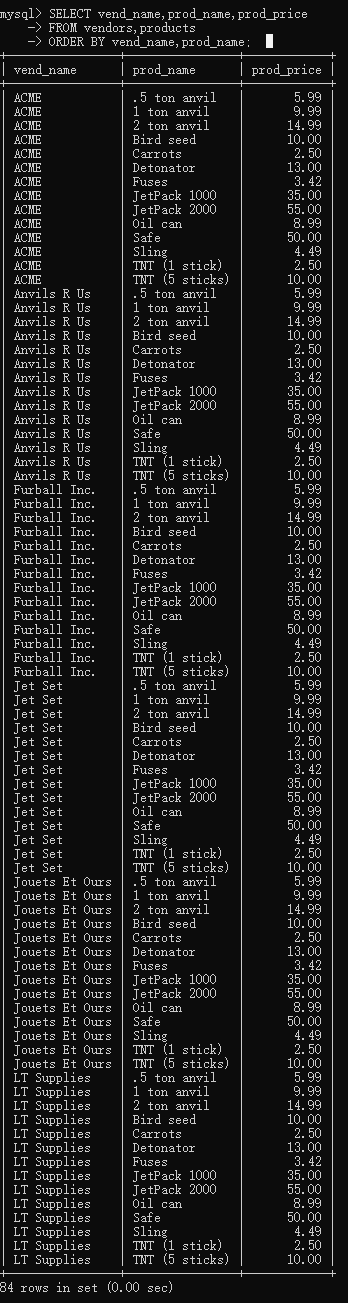 mysql> SELECT vend_name,prod_name,prod_price
-> FROM vendors,products
-> ORDER BY vend_name,prod_name;
| vend_name | prod_name | prod_price |
| ACME | .5 ton anvil | 5.99 |
| ACME | 1 ton anvil | 9.99 |
| ACME | 2 ton anvil | 14.99 |
| ACME | Bird seed | 10.00 |
| ACME | Carrots | 2.50 |
| ACME | Detonator | 13.00 |
| ACME | Fuses | 3.42 |
| ACME | JetPack 1000 | 35.00 |
| ACME | JetPack 2000 | 55.00 |
| ACME | Oil can | 8.99 |
| ACME | Safe | 50.00 |
| ACME | Sling | 4.49 |
| ACME | TNT (1 stick) | 2.50 |
| ACME | TNT (5 sticks) | 10.00 |
| Anvils R Us | .5 ton anvil | 5.99 |
| Anvils R Us | 1 ton anvil | 9.99 |
| Anvils R Us | 2 ton anvil | 14.99 |
| Anvils R Us | Bird seed | 10.00 |
| Anvils R Us | Carrots | 2.50 |
| Anvils R Us | Detonator | 13.00 |
| Anvils R Us | Fuses | 3.42 |
| Anvils R Us | JetPack 1000 | 35.00 |
| Anvils R Us | JetPack 2000 | 55.00 |
| Anvils R Us | Oil can | 8.99 |
| Anvils R Us | Safe | 50.00 |
| Anvils R Us | Sling | 4.49 |
| Anvils R Us | TNT (1 stick) | 2.50 |
| Anvils R Us | TNT (5 sticks) | 10.00 |
| Furball Inc. | .5 ton anvil | 5.99 |
| Furball Inc. | 1 ton anvil | 9.99 |
| Furball Inc. | 2 ton anvil | 14.99 |
| Furball Inc. | Bird seed | 10.00 |
| Furball Inc. | Carrots | 2.50 |
| Furball Inc. | Detonator | 13.00 |
| Furball Inc. | Fuses | 3.42 |
| Furball Inc. | JetPack 1000 | 35.00 |
| Furball Inc. | JetPack 2000 | 55.00 |
| Furball Inc. | Oil can | 8.99 |
| Furball Inc. | Safe | 50.00 |
| Furball Inc. | Sling | 4.49 |
| Furball Inc. | TNT (1 stick) | 2.50 |
| Furball Inc. | TNT (5 sticks) | 10.00 |
| Jet Set | .5 ton anvil | 5.99 |
| Jet Set | 1 ton anvil | 9.99 |
| Jet Set | 2 ton anvil | 14.99 |
| Jet Set | Bird seed | 10.00 |
| Jet Set | Carrots | 2.50 |
| Jet Set | Detonator | 13.00 |
| Jet Set | Fuses | 3.42 |
| Jet Set | JetPack 1000 | 35.00 |
| Jet Set | JetPack 2000 | 55.00 |
| Jet Set | Oil can | 8.99 |
| Jet Set | Safe | 50.00 |
| Jet Set | Sling | 4.49 |
| Jet Set | TNT (1 stick) | 2.50 |
| Jet Set | TNT (5 sticks) | 10.00 |
| Jouets Et Ours | .5 ton anvil | 5.99 |
| Jouets Et Ours | 1 ton anvil | 9.99 |
| Jouets Et Ours | 2 ton anvil | 14.99 |
| Jouets Et Ours | Bird seed | 10.00 |
| Jouets Et Ours | Carrots | 2.50 |
| Jouets Et Ours | Detonator | 13.00 |
| Jouets Et Ours | Fuses | 3.42 |
| Jouets Et Ours | JetPack 1000 | 35.00 |
| Jouets Et Ours | JetPack 2000 | 55.00 |
| Jouets Et Ours | Oil can | 8.99 |
| Jouets Et Ours | Safe | 50.00 |
| Jouets Et Ours | Sling | 4.49 |
| Jouets Et Ours | TNT (1 stick) | 2.50 |
| Jouets Et Ours | TNT (5 sticks) | 10.00 |
| LT Supplies | .5 ton anvil | 5.99 |
| LT Supplies | 1 ton anvil | 9.99 |
| LT Supplies | 2 ton anvil | 14.99 |
| LT Supplies | Bird seed | 10.00 |
| LT Supplies | Carrots | 2.50 |
| LT Supplies | Detonator | 13.00 |
| LT Supplies | Fuses | 3.42 |
| LT Supplies | JetPack 1000 | 35.00 |
| LT Supplies | JetPack 2000 | 55.00 |
| LT Supplies | Oil can | 8.99 |
| LT Supplies | Safe | 50.00 |
| LT Supplies | Sling | 4.49 |
| LT Supplies | TNT (1 stick) | 2.50 |
| LT Supplies | TNT (5 sticks) | 10.00 |
84 rows in set (0.00 sec)